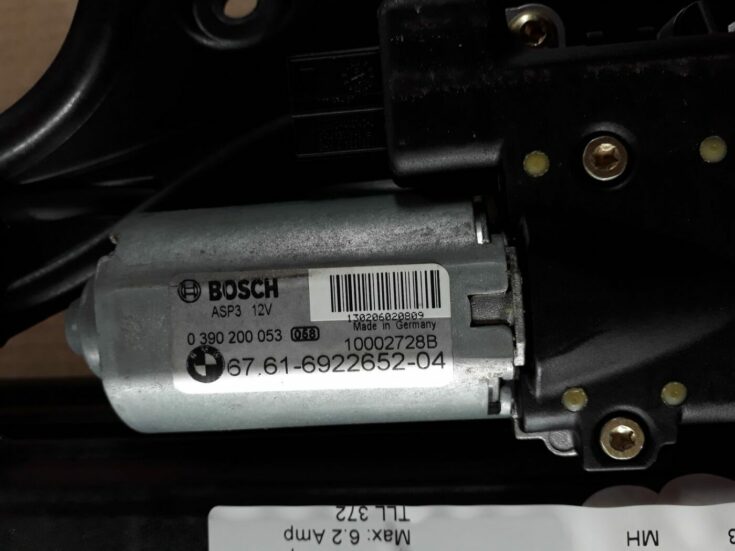 BOSCH
ASP3 12V
130206020809
Made in Germany
0 390 200 053 068
10002728B
67.61-6922652-04
TLL 372
Max: 6.2 Amp
MH